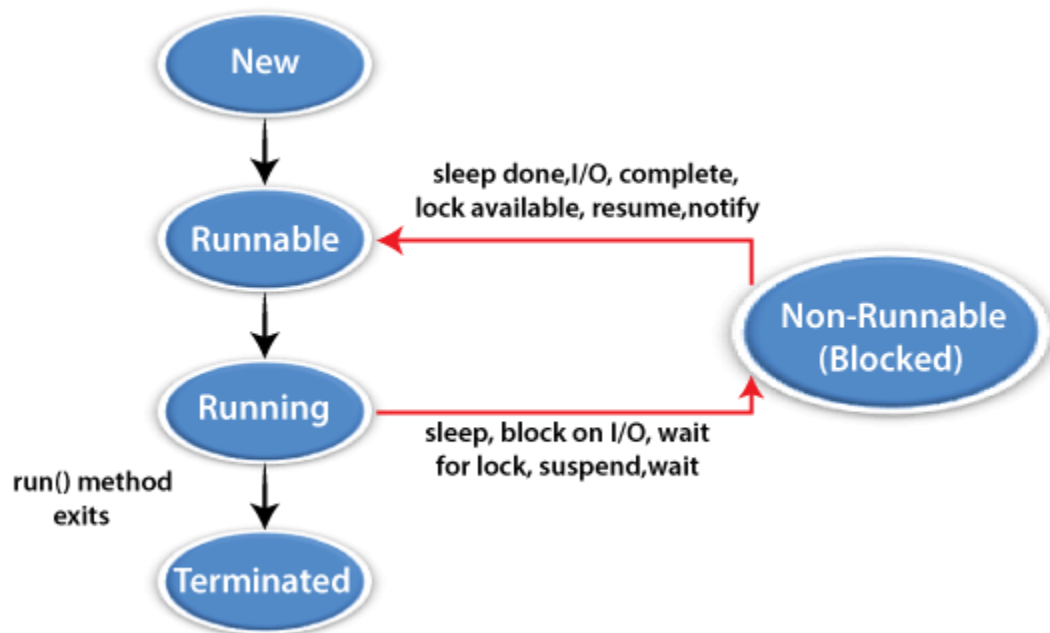 New
sleep done,I/O, complete,
lock available, resume,notify
Runnable
Non-Runnable
(Blocked)
Running
sleep, block on I/O, wait
for lock, suspend,wait
run() method
exits
Terminated